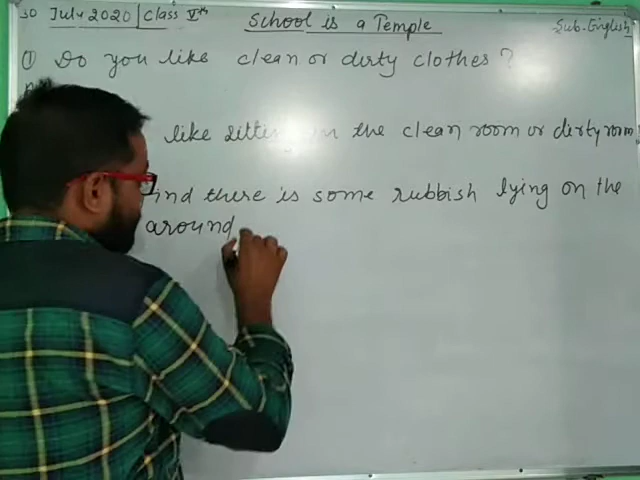 30 July 2020 | Class Vth School is a Temple Sub-English
① Do you like clean or dirty clothes ?
like sitting in the clean room or dirty room
find there is some rubbish lying on the
around